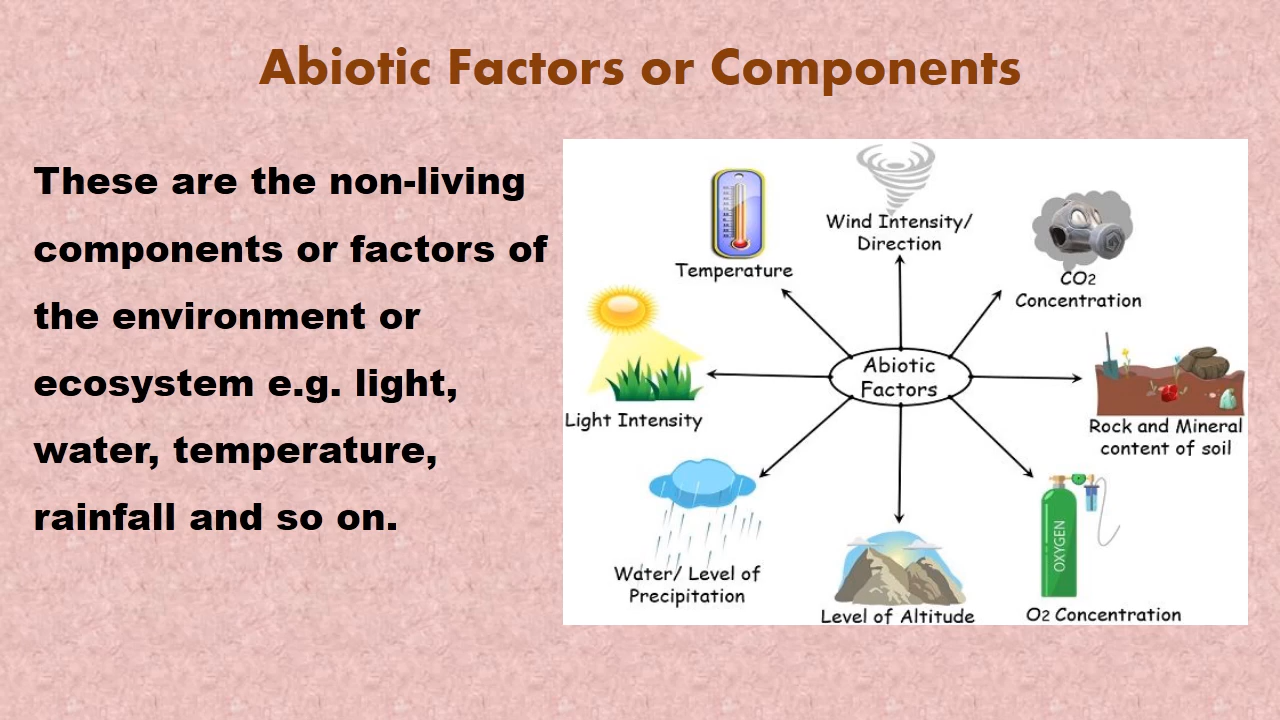 Abiotic Factors or Components
These are the non-living
components or factors of
the environment or
ecosystem e.g. light,
water, temperature,
rainfall and so on.
Temperature
Wind Intensity/
Direction
CO2
Concentration
Light Intensity
Abiotic
Factors
Rock and Mineral
content of soil
Water/ Level of
Precipitation
Level of Altitude
OXYGEN
O2 Concentration